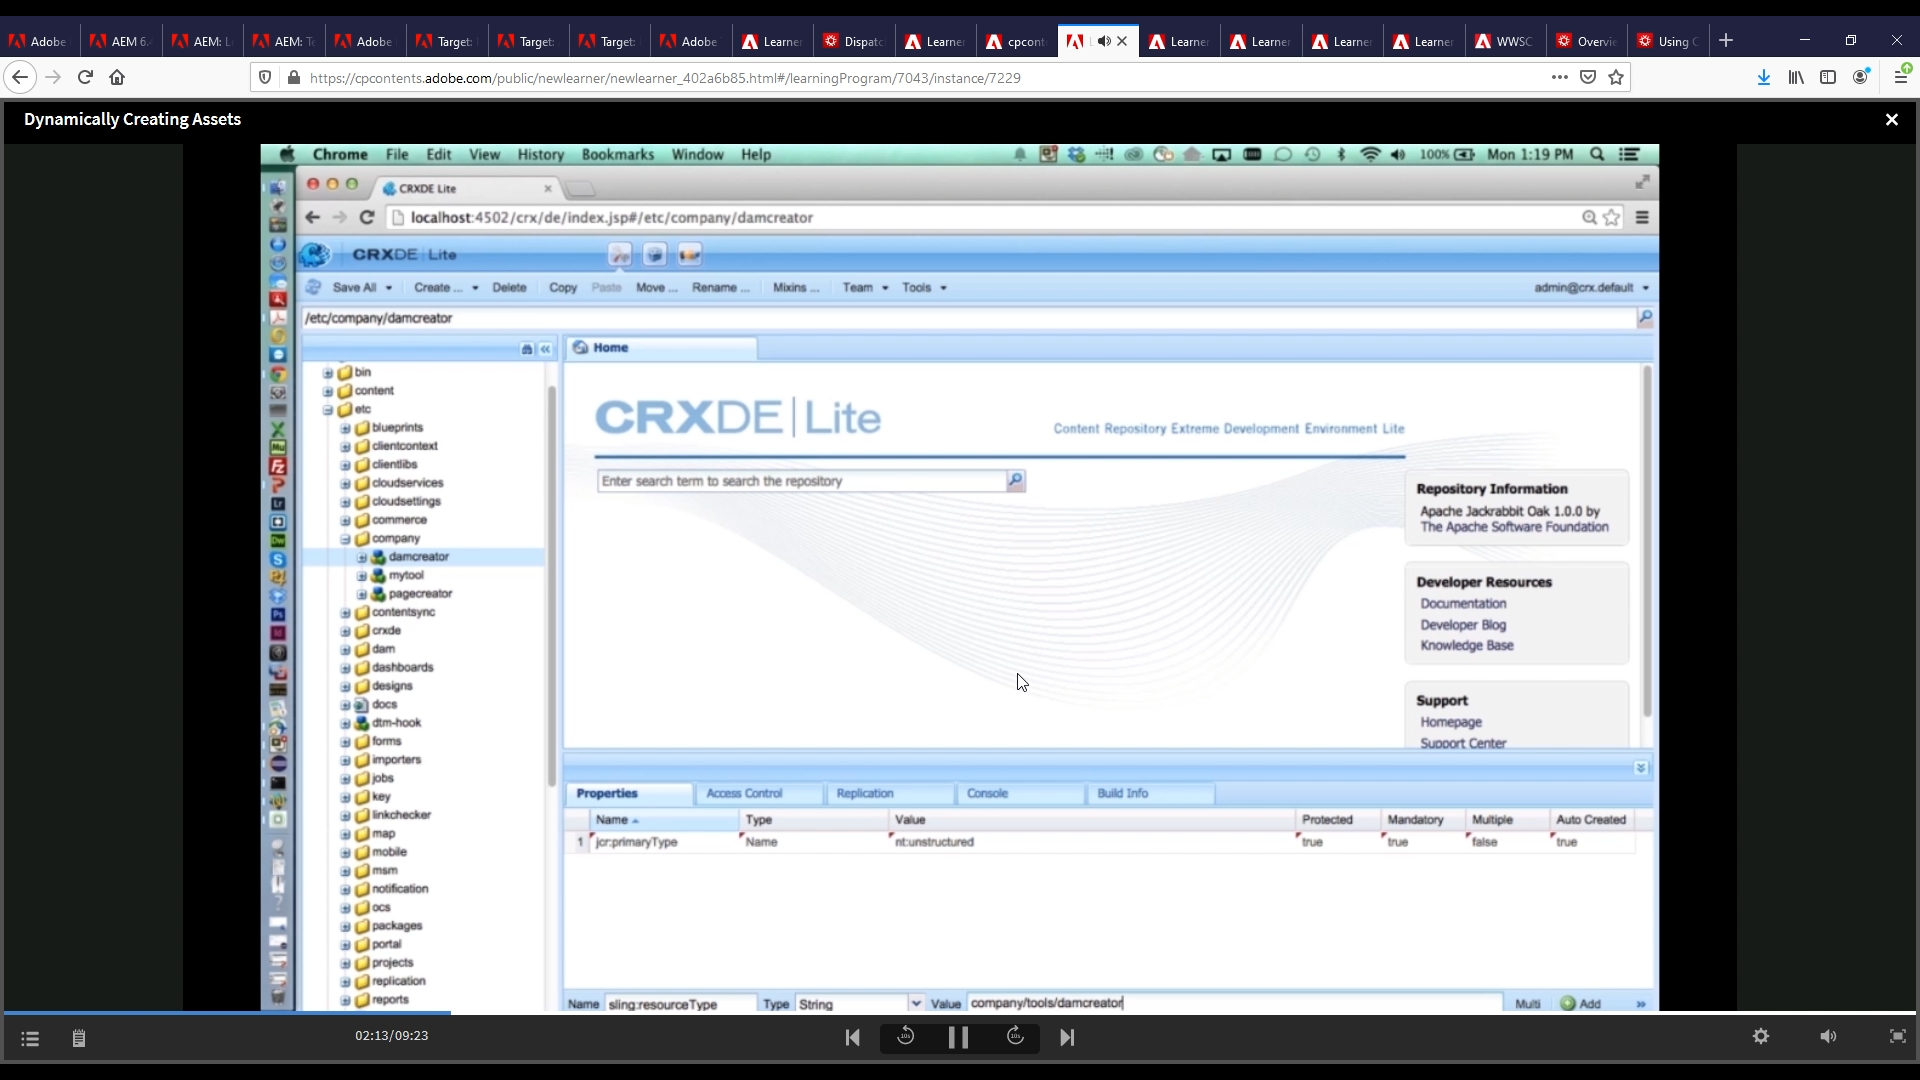 Adobe
AEM 6.
AEM: L
AEM: Te
Adobe
Target:
Target:
Target:
Adobe
Learner
Dispatc
Learner
cpcont
Learner
Learner
Learner
Learner
WWSC
Overvie
Using C
https://cpcontents.adobe.com/public/newlearner/newlearner_402a6b85.html#/learningProgram/7043/instance/7229
Dynamically Creating Assets
Chrome File Edit View History Bookmarks Window Help 100% Mon 1:19 PM
CRXDE Lite
localhost:4502/crx/de/index.jsp#/etc/company/damcreator
CRXDE | Lite
Save All Create ... Delete Copy Paste Move ... Rename ... Mixins ... Team Tools admin@crx.default
/etc/company/damcreator
Home
bin
content
etc
blueprints
clientcontext
clientlibs
cloudservices
cloudsettings
commerce
company
damcreator
mytool
pagecreator
contentsync
crxde
dam
dashboards
designs
docs
dtm-hook
forms
importers
jobs
key
linkchecker
map
mobile
msm
notification
ocs
packages
portal
projects
replication
reports
CRXDE | Lite
Content Repository Extreme Development Environment Lite
Enter search term to search the repository
Repository Information
Apache Jackrabbit Oak 1.0.0 by
The Apache Software Foundation
Developer Resources
Documentation
Developer Blog
Knowledge Base
Support
Homepage
Support Center
Properties Access Control Replication Console Build Info
Name Type Value Protected Mandatory Multiple Auto Created
1 jcr:primaryType Name nt:unstructured true true false true
Name sling:resourceType Type String Value company/tools/damcreator Multi Add »
02:13/09:23